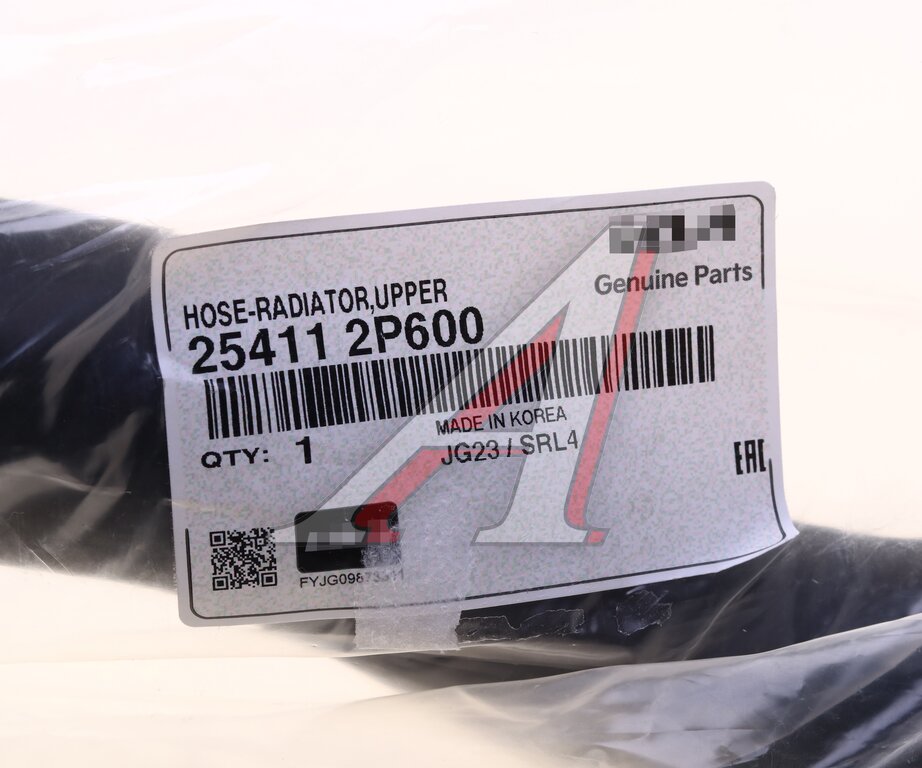 Genuine Parts
HOSE-RADIATOR,UPPER
25411 2P600
MADE IN KOREA
QTY: 1
JG23 / SRL4
EAC